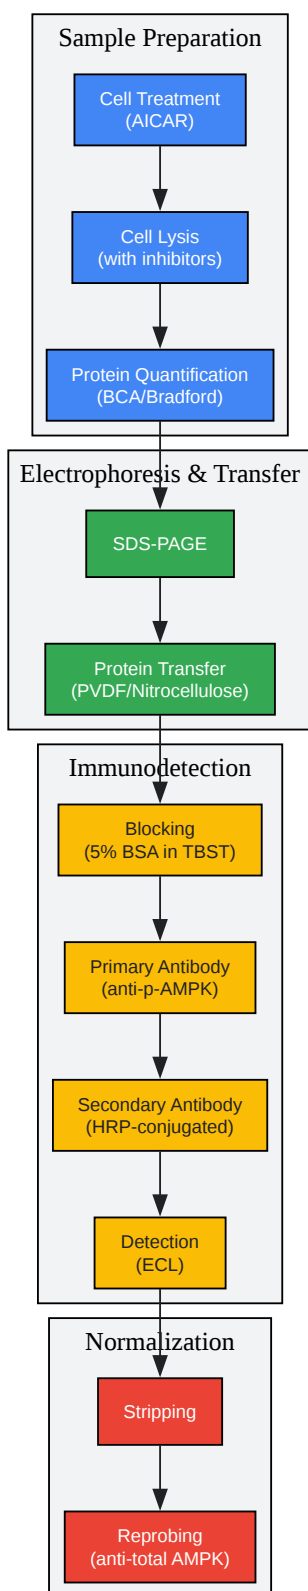 Sample Preparation
Cell Treatment
(AICAR)
Cell Lysis
(with inhibitors)
Protein Quantification
(BCA/Bradford)
Electrophoresis & Transfer
SDS-PAGE
Protein Transfer
(PVDF/Nitrocellulose)
Immunodetection
Blocking
(5% BSA in TBST)
Primary Antibody
(anti-p-AMPK)
Secondary Antibody
(HRP-conjugated)
Detection
(ECL)
Normalization
Stripping
Reprobing
(anti-total AMPK)